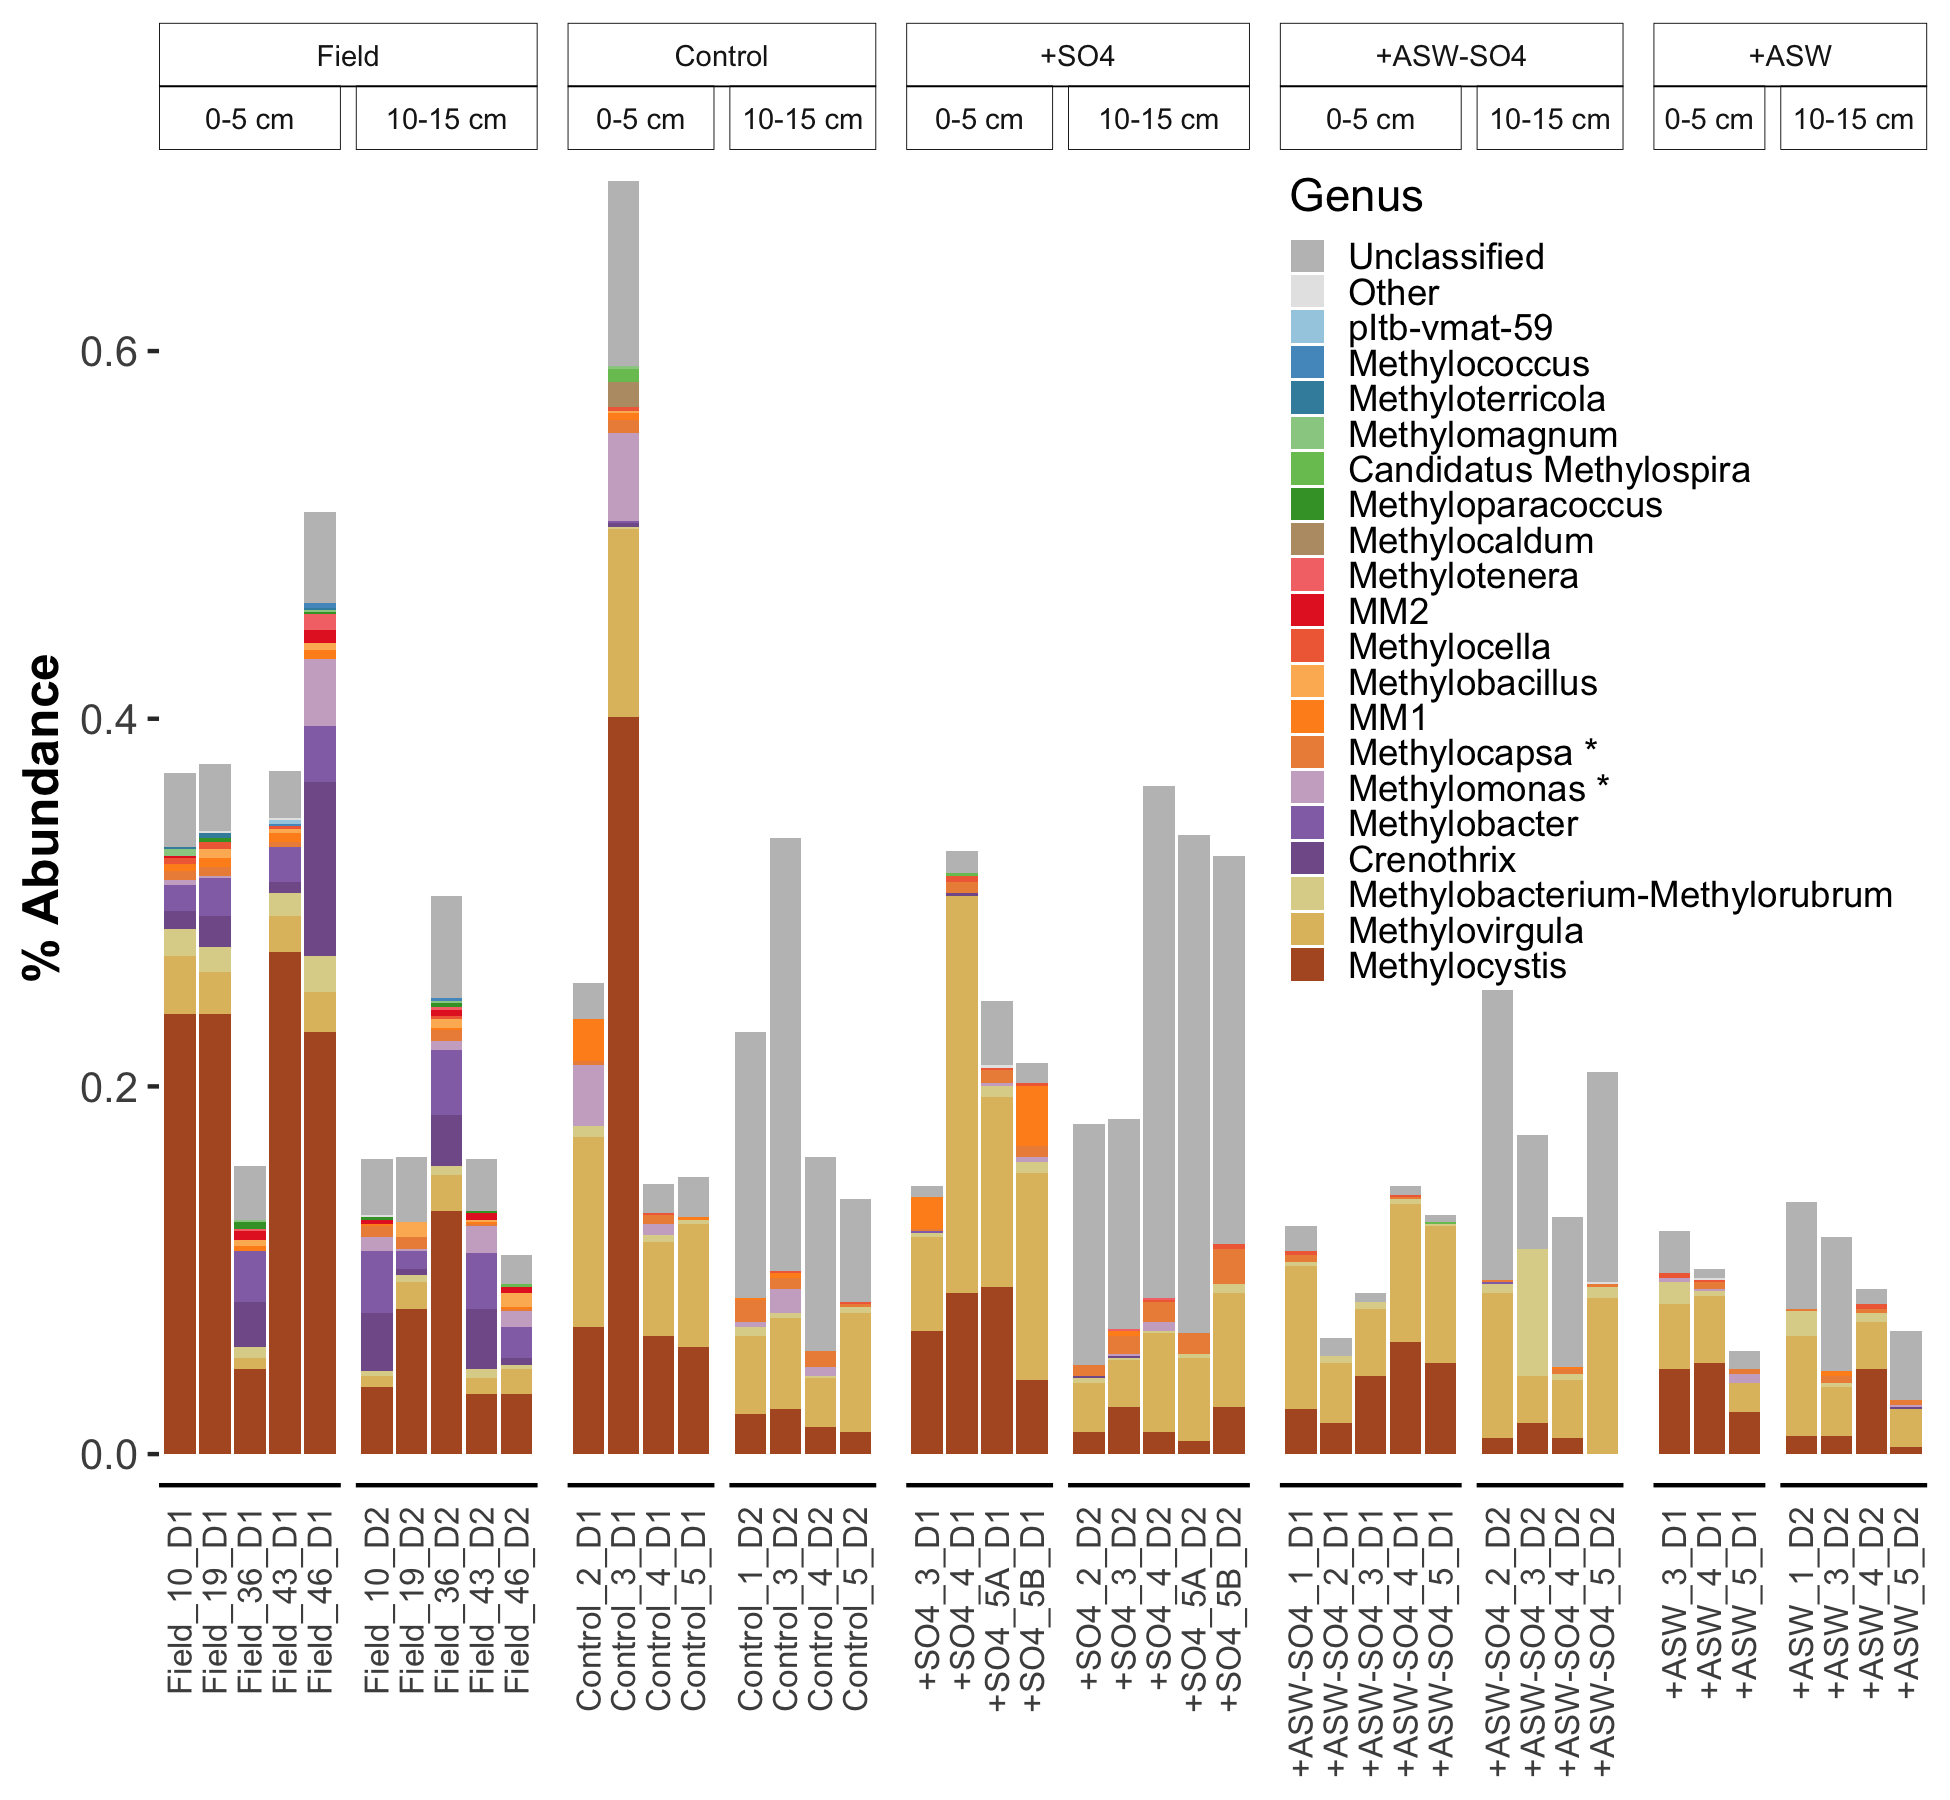 Field
Control
+SO4
+ASW-SO4
+ASW
0-5 cm
10-15 cm
0-5 cm
10-15 cm
0-5 cm
10-15 cm
0-5 cm
10-15 cm
0-5 cm
10-15 cm
% Abundance
0.6
0.4
0.2
0.0
Genus
Unclassified
Other
pItb-vmat-59
Methylococcus
Methyloterricola
Methylomagnum
Candidatus Methylospira
Methyloparacoccus
Methylocaldum
Methylotenera
MM2
Methylocella
Methylobacillus
MM1
Methylocapsa *
Methylomonas *
Methylobacter
Crenothrix
Methylobacterium-Methylorubrum
Methylovirgula
Methylocystis
Field_10_D1
Field_19_D1
Field_36_D1
Field_43_D1
Field_46_D1
Field_10_D2
Field_19_D2
Field_36_D2
Field_43_D2
Field_46_D2
Control_2_D1
Control_3_D1
Control_4_D1
Control_5_D1
Control_1_D2
Control_3_D2
Control_4_D2
Control_5_D2
+SO4_3_D1
+SO4_4_D1
+SO4_5A_D1
+SO4_5B_D1
+SO4_2_D2
+SO4_3_D2
+SO4_4_D2
+SO4_5A_D2
+SO4_5B_D2
+ASW-SO4_1_D1
+ASW-SO4_2_D1
+ASW-SO4_3_D1
+ASW-SO4_4_D1
+ASW-SO4_5_D1
+ASW-SO4_2_D2
+ASW-SO4_3_D2
+ASW-SO4_4_D2
+ASW-SO4_5_D2
+ASW_3_D1
+ASW_4_D1
+ASW_5_D1
+ASW_1_D2
+ASW_3_D2
+ASW_4_D2
+ASW_5_D2